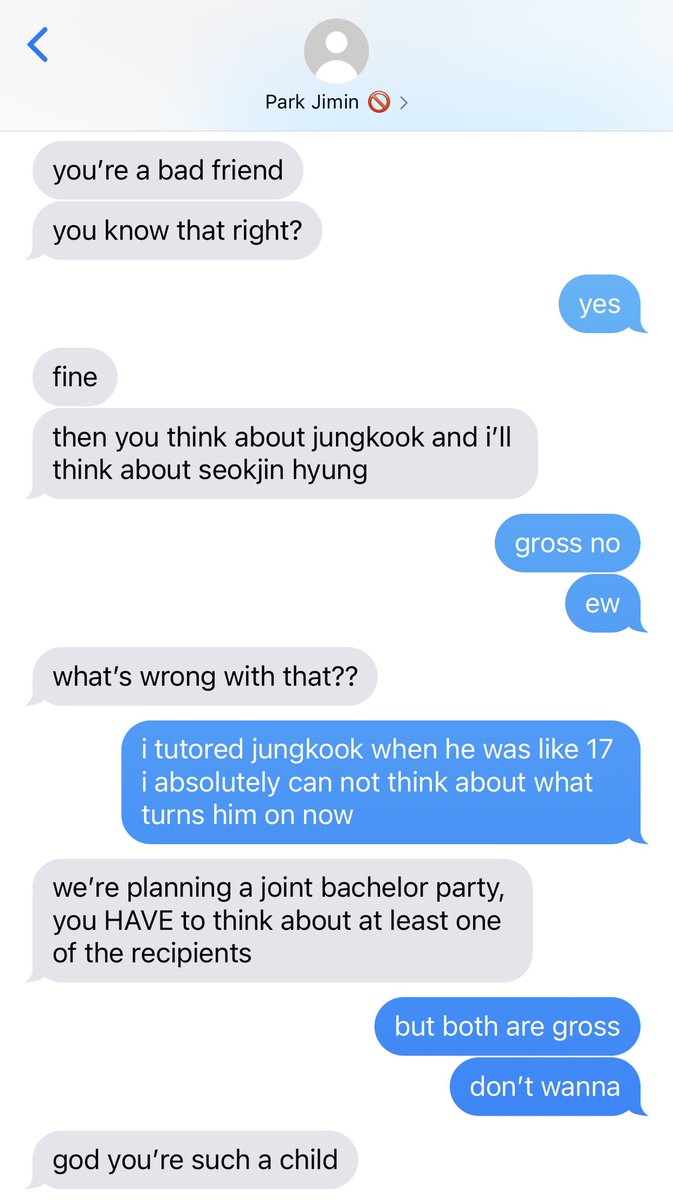 Park Jimin 🚫
you’re a bad friend
you know that right?
yes
fine
then you think about jungkook and i’ll
think about seokjin hyung
gross no
ew
what’s wrong with that??
i tutored jungkook when he was like 17
i absolutely can not think about what
turns him on now
we’re planning a joint bachelor party,
you HAVE to think about at least one
of the recipients
but both are gross
don’t wanna
god you’re such a child